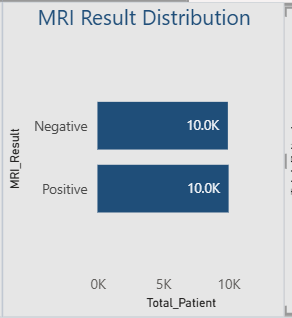 MRI Result Distribution
MRI_Result
Negative
10.0K
Positive
10.0K
0K
5K
10K
Total_Patient